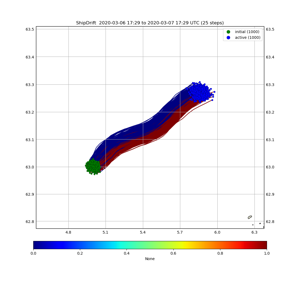 ShipDrift  2020-03-06 17:29 to 2020-03-07 17:29 UTC (25 steps)
initial (1000)
active (1000)
63.5 63.5
63.4 63.4
63.3 63.3
63.2 63.2
63.1 63.1
63.0 63.0
62.9 62.9
62.8 62.8
4.8 5.1 5.4 5.7 6.0 6.3
0.0 0.2 0.4 0.6 0.8 1.0
None